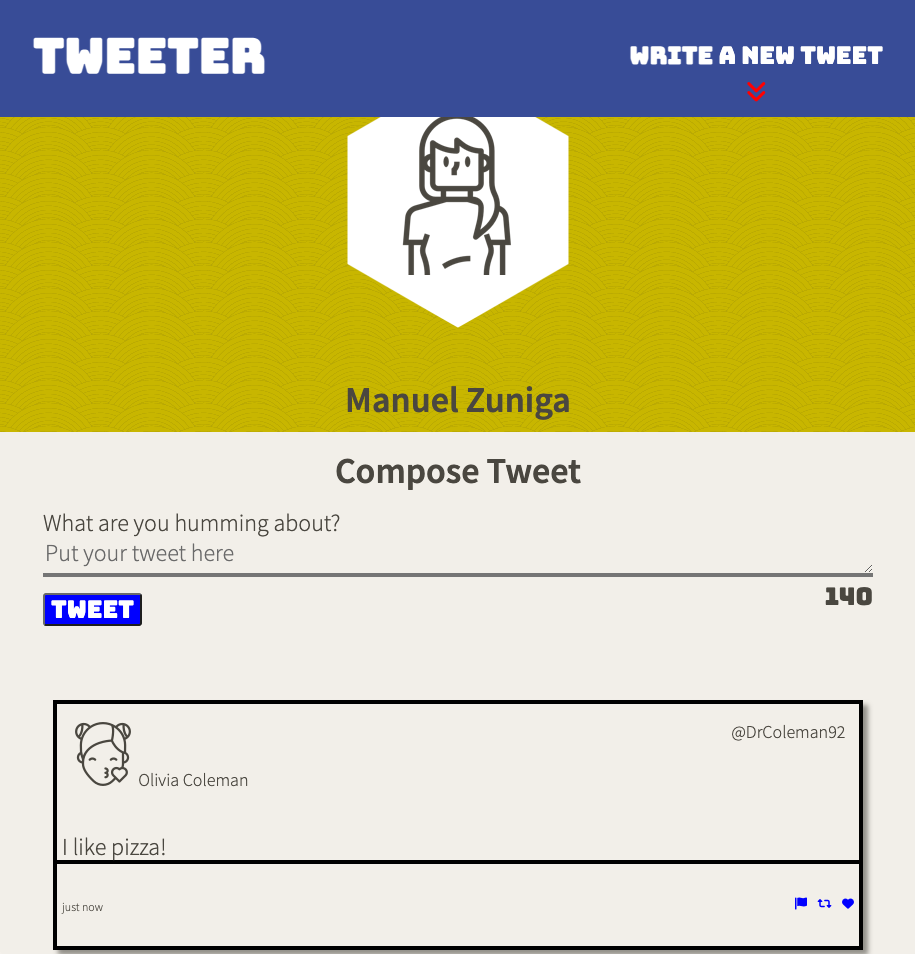 TWEETER
WRITE A NEW TWEET
Manuel Zuniga
Compose Tweet
What are you humming about?
Put your tweet here
TWEET
140
@DrColeman92
Olivia Coleman
I like pizza!
just now